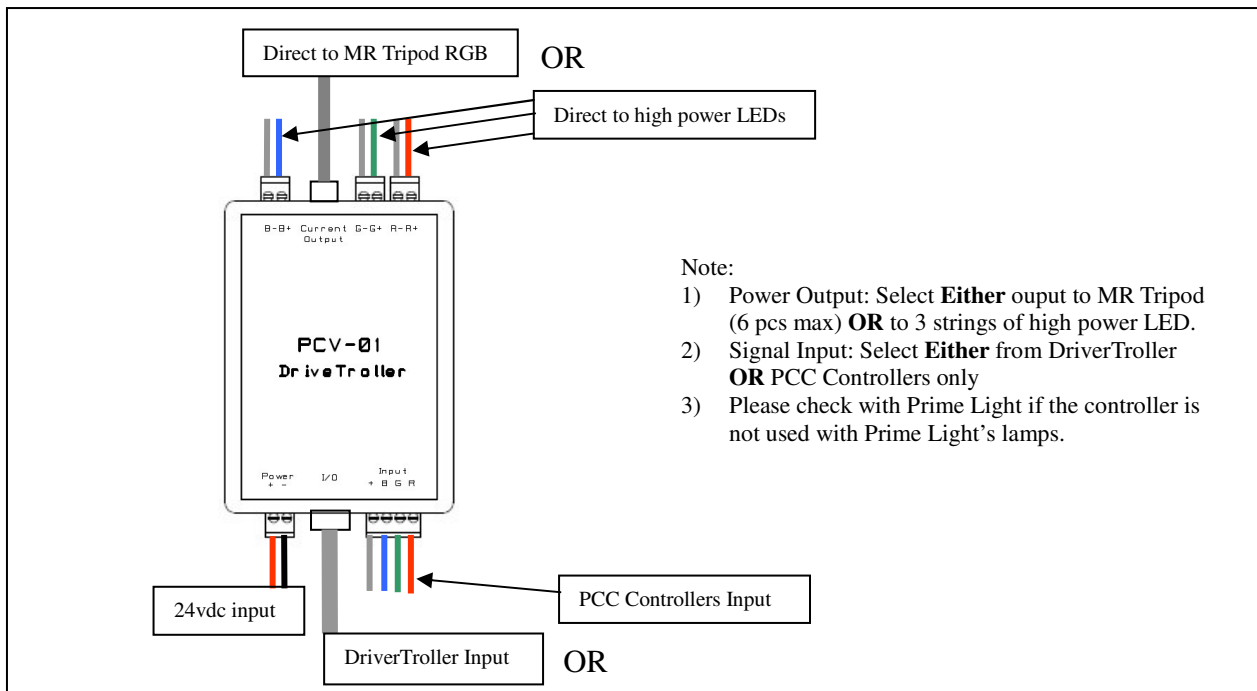 Direct to MR Tripod RGB
OR
Direct to high power LEDs
B-B+ Current Output G-G+ R-R+
PCV-01
DriveTroller
Power
+ -
I/O
Input
+ B G R
24vdc input
PCC Controllers Input
DriverTroller Input
OR
Note:
1) Power Output: Select Either ouput to MR Tripod
(6 pcs max) OR to 3 strings of high power LED.
2) Signal Input: Select Either from DriverTroller
OR PCC Controllers only
3) Please check with Prime Light if the controller is
not used with Prime Light's lamps.